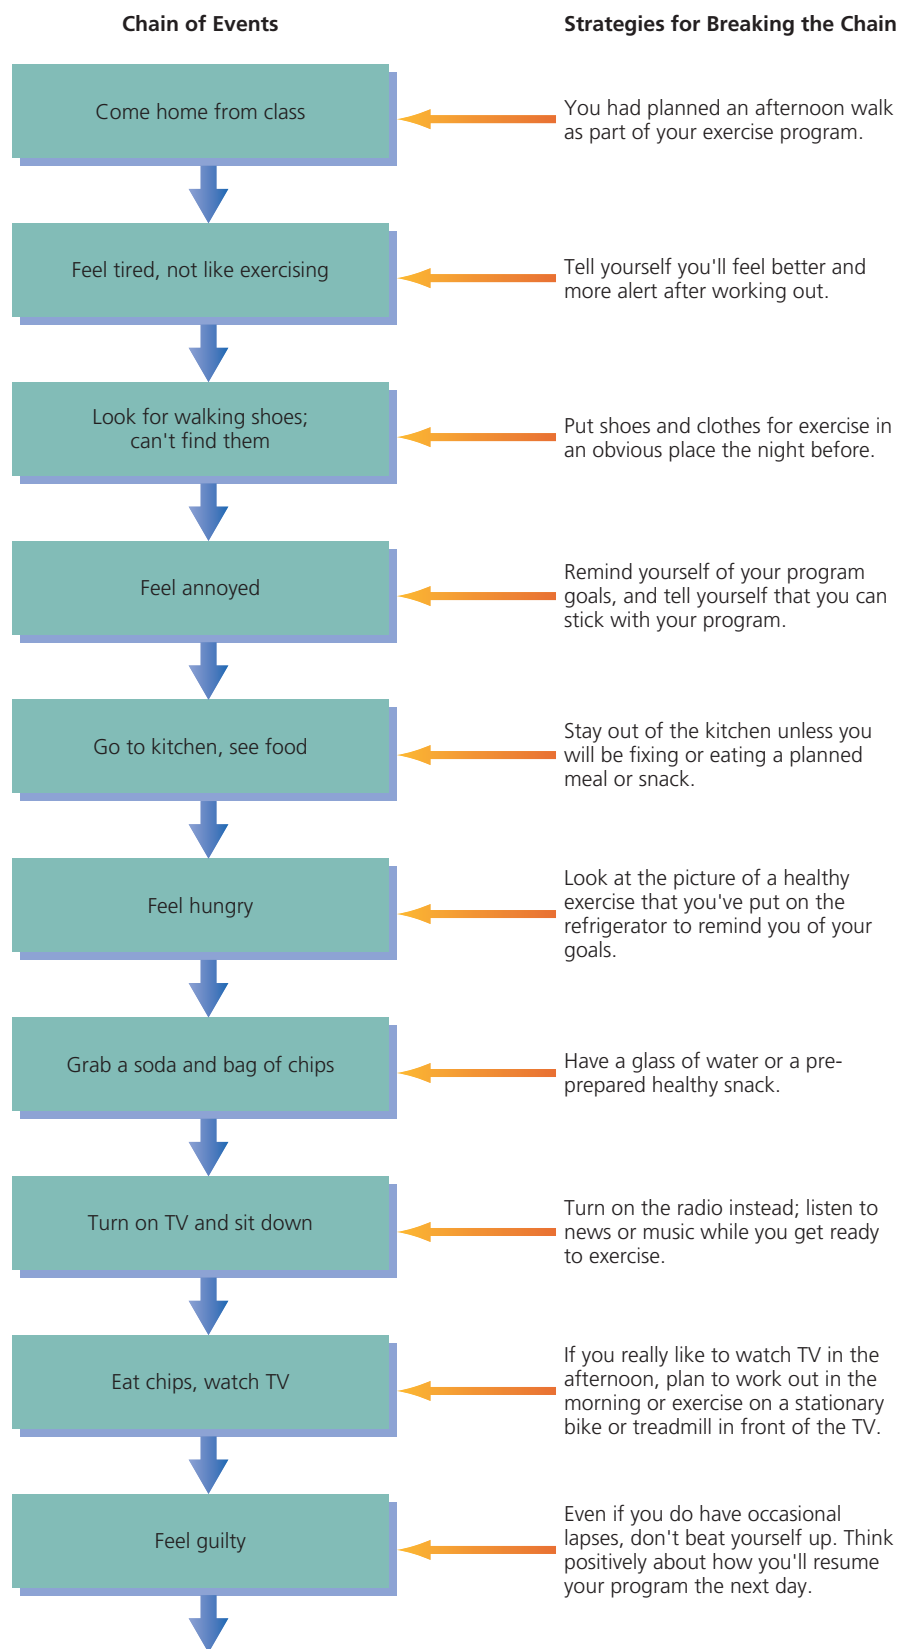 Chain of Events
Strategies for Breaking the Chain
Come home from class
You had planned an afternoon walk
as part of your exercise program.
Feel tired, not like exercising
Tell yourself you'll feel better and
more alert after working out.
Look for walking shoes;
can't find them
Put shoes and clothes for exercise in
an obvious place the night before.
Feel annoyed
Remind yourself of your program
goals, and tell yourself that you can
stick with your program.
Go to kitchen, see food
Stay out of the kitchen unless you
will be fixing or eating a planned
meal or snack.
Feel hungry
Look at the picture of a healthy
exercise that you've put on the
refrigerator to remind you of your
goals.
Grab a soda and bag of chips
Have a glass of water or a pre-
prepared healthy snack.
Turn on TV and sit down
Turn on the radio instead; listen to
news or music while you get ready
to exercise.
Eat chips, watch TV
If you really like to watch TV in the
afternoon, plan to work out in the
morning or exercise on a stationary
bike or treadmill in front of the TV.
Feel guilty
Even if you do have occasional
lapses, don't beat yourself up. Think
positively about how you'll resume
your program the next day.